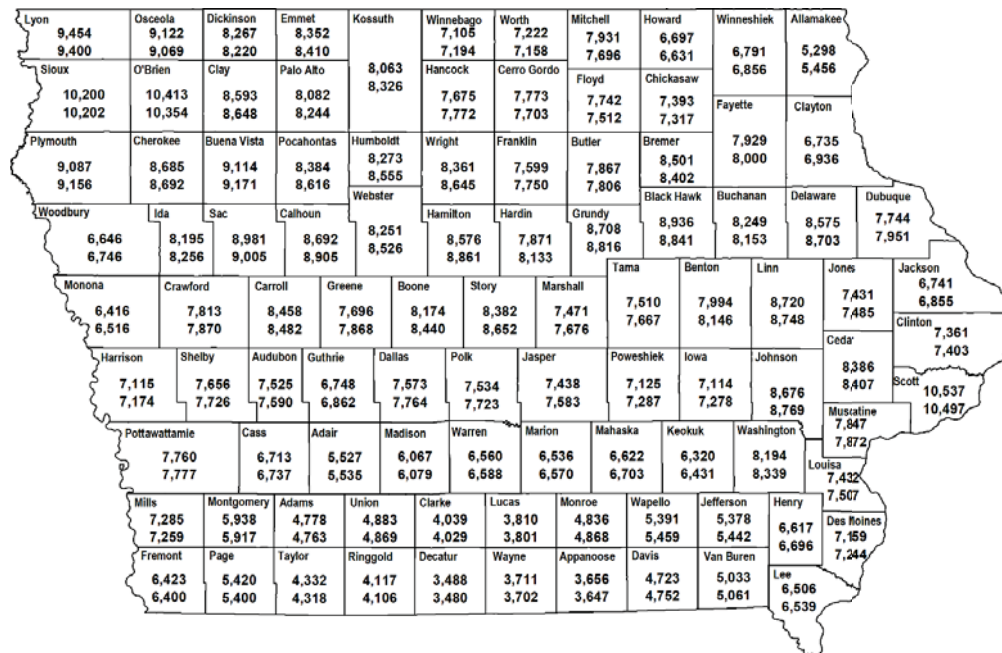 Lyon
9,454
9,400
Osceola
9,122
9,069
Dickinson
8,267
8,220
Emmet
8,352
8,410
Kossuth
8,063
8,326
Winnebago
7,105
7,194
Worth
7,222
7,158
Mitchell
7,931
7,696
Howard
6,697
6,631
Winneshiek
6,791
6,856
Allamakee
5,298
5,456
Sioux
10,200
10,202
O'Brien
10,413
10,354
Clay
8,593
8,648
Palo Alto
8,082
8,244
Hancock
7,675
7,772
Cerro Gordo
7,773
7,703
Floyd
7,742
7,512
Chickasaw
7,393
7,317
Fayette
7,929
8,000
Clayton
6,735
6,936
Plymouth
9,087
9,156
Cherokee
8,685
8,692
Buena Vista
9,114
9,171
Pocahontas
8,384
8,616
Humboldt
8,273
8,555
Wright
8,361
8,645
Franklin
7,599
7,750
Butler
7,867
7,806
Bremer
8,501
8,402
Woodbury
6,646
6,746
Ida
8,195
8,256
Sac
8,981
9,005
Calhoun
8,692
8,905
Webster
8,251
8,526
Hamilton
8,576
8,861
Hardin
7,871
8,133
Grundy
8,708
8,816
Black Hawk
8,936
8,841
Buchanan
8,249
8,153
Delaware
8,575
8,703
Dubuque
7,744
7,951
Monona
6,416
6,516
Crawford
7,813
7,870
Carroll
8,458
8,482
Greene
7,696
7,868
Boone
8,174
8,440
Story
8,382
8,652
Marshall
7,471
7,676
Tama
7,510
7,667
Benton
7,994
8,146
Linn
8,720
8,748
Jones
7,431
7,485
Jackson
6,741
6,855
Clinton
7,361
7,403
Cedar
8,386
8,407
Harrison
7,115
7,174
Shelby
7,656
7,726
Audubon
7,525
7,590
Guthrie
6,748
6,862
Dallas
7,573
7,764
Polk
7,534
7,723
Jasper
7,438
7,583
Poweshiek
7,125
7,287
Iowa
7,114
7,278
Johnson
8,676
8,769
Scott
10,537
10,497
Muscatine
7,847
7,872
Pottawattamie
7,760
7,777
Cass
6,713
6,737
Adair
5,527
5,535
Madison
6,067
6,079
Warren
6,560
6,588
Marion
6,536
6,570
Mahaska
6,622
6,703
Keokuk
6,320
6,431
Washington
8,194
8,339
Louisa
7,432
7,507
Mills
7,285
7,259
Montgomery
5,938
5,917
Adams
4,778
4,763
Union
4,883
4,869
Clarke
4,039
4,029
Lucas
3,810
3,801
Monroe
4,836
4,868
Wapello
5,391
5,459
Jefferson
5,378
5,442
Henry
6,617
6,696
Des Moines
7,159
7,244
Fremont
6,423
6,400
Page
5,420
5,400
Taylor
4,332
4,318
Ringgold
4,117
4,106
Decatur
3,488
3,480
Wayne
3,711
3,702
Appanoose
3,656
3,647
Davis
4,723
4,752
Van Buren
5,033
5,061
Lee
6,506
6,539